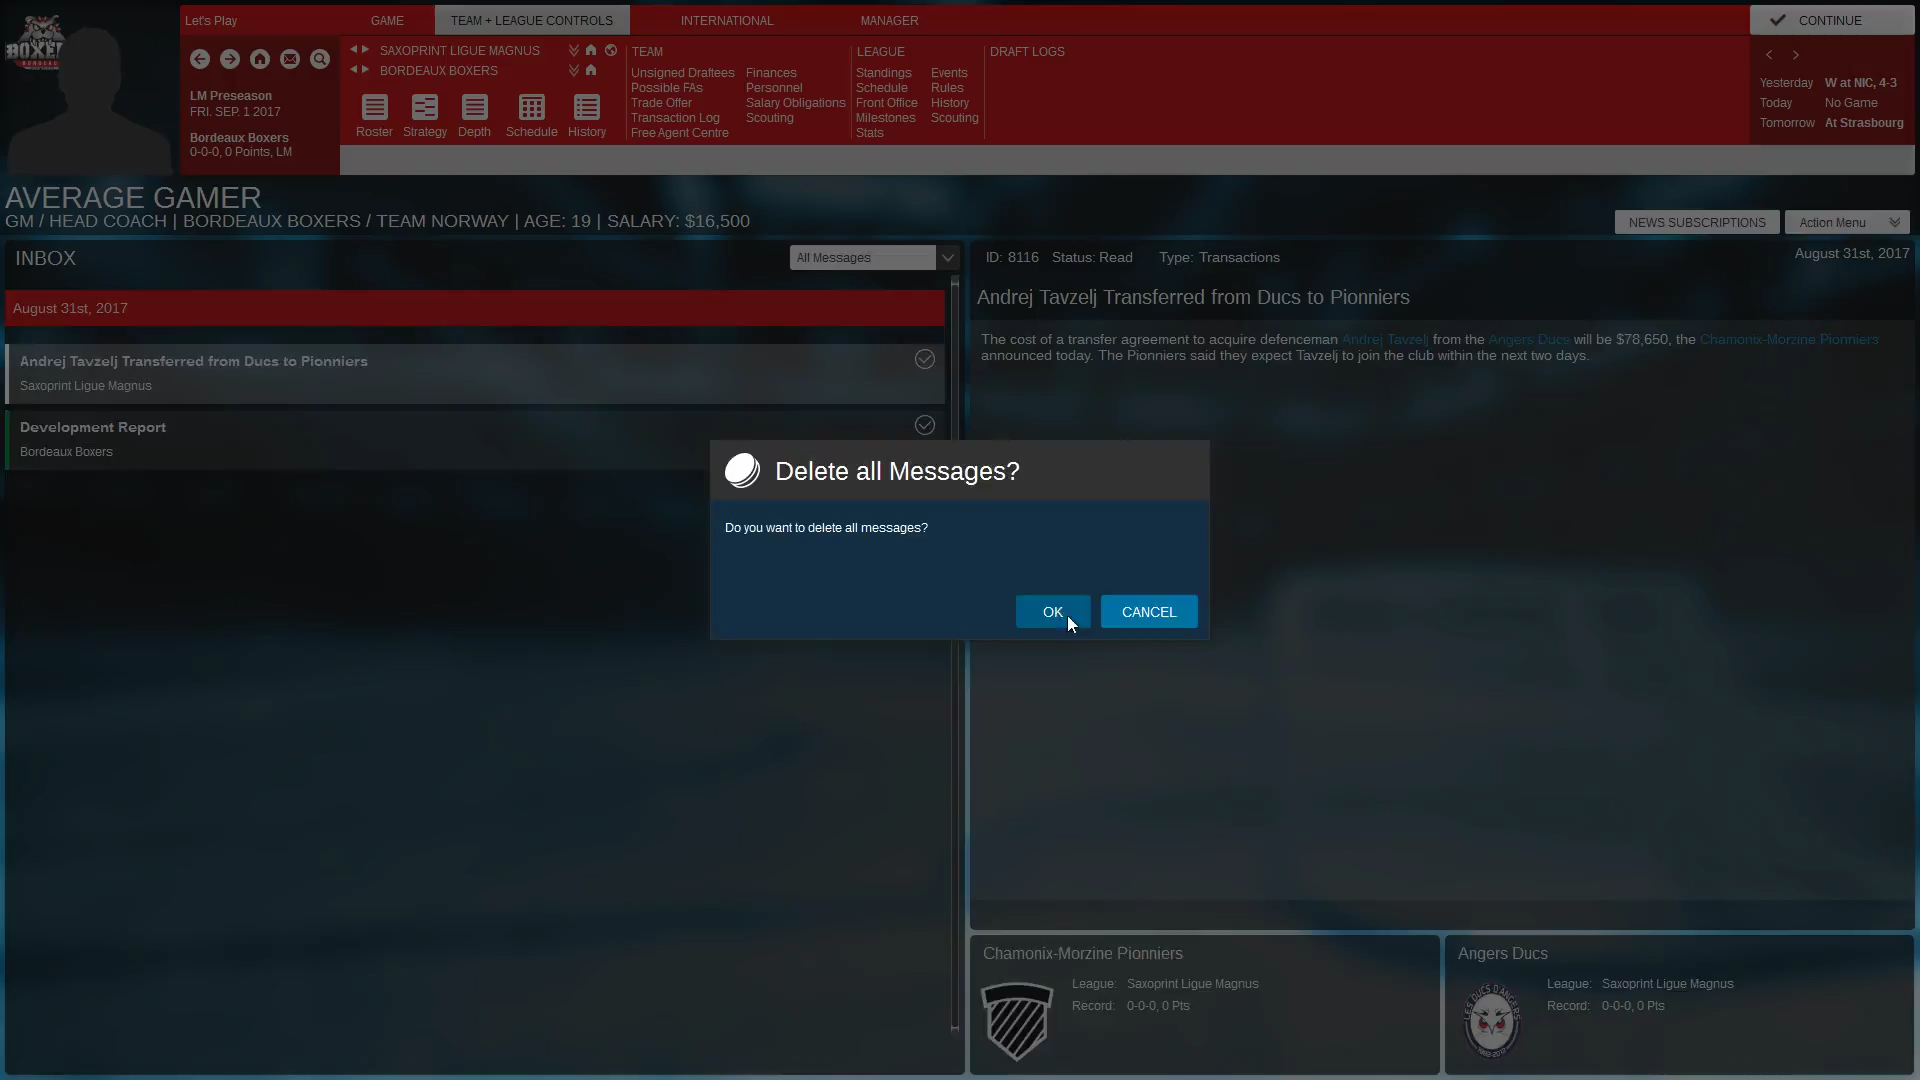 Let's Play
GAME
TEAM + LEAGUE CONTROLS
INTERNATIONAL
MANAGER
CONTINUE
BOXERS
BORDEAUX
LM Preseason
FRI. SEP. 1 2017
Bordeaux Boxers
0-0-0, 0 Points, LM
SAXOPRINT LIGUE MAGNUS
BORDEAUX BOXERS
Roster
Strategy
Depth
Schedule
History
TEAM
Unsigned Draftees
Possible FAs
Trade Offer
Transaction Log
Free Agent Centre
Finances
Personnel
Salary Obligations
Scouting
LEAGUE
Standings
Schedule
Front Office
Milestones
Stats
Events
Rules
History
Scouting
DRAFT LOGS
Yesterday W at NIC, 4-3
Today No Game
Tomorrow At Strasbourg
AVERAGE GAMER
GM / HEAD COACH | BORDEAUX BOXERS / TEAM NORWAY | AGE: 19 | SALARY: $16,500
NEWS SUBSCRIPTIONS
Action Menu
INBOX
All Messages
August 31st, 2017
Andrej Tavzelj Transferred from Ducs to Pionniers
Saxoprint Ligue Magnus
Development Report
Bordeaux Boxers
ID: 8116 Status: Read Type: Transactions
August 31st, 2017
Andrej Tavzelj Transferred from Ducs to Pionniers
The cost of a transfer agreement to acquire defenceman Andrej Tavzelj from the Angers Ducs will be $78,650, the Chamonix-Morzine Pionniers
announced today. The Pionniers said they expect Tavzelj to join the club within the next two days.
Delete all Messages?
Do you want to delete all messages?
OK
CANCEL
Chamonix-Morzine Pionniers
League: Saxoprint Ligue Magnus
Record: 0-0-0, 0 Pts
Angers Ducs
League: Saxoprint Ligue Magnus
Record: 0-0-0, 0 Pts
LES DUCS D'ANGERS